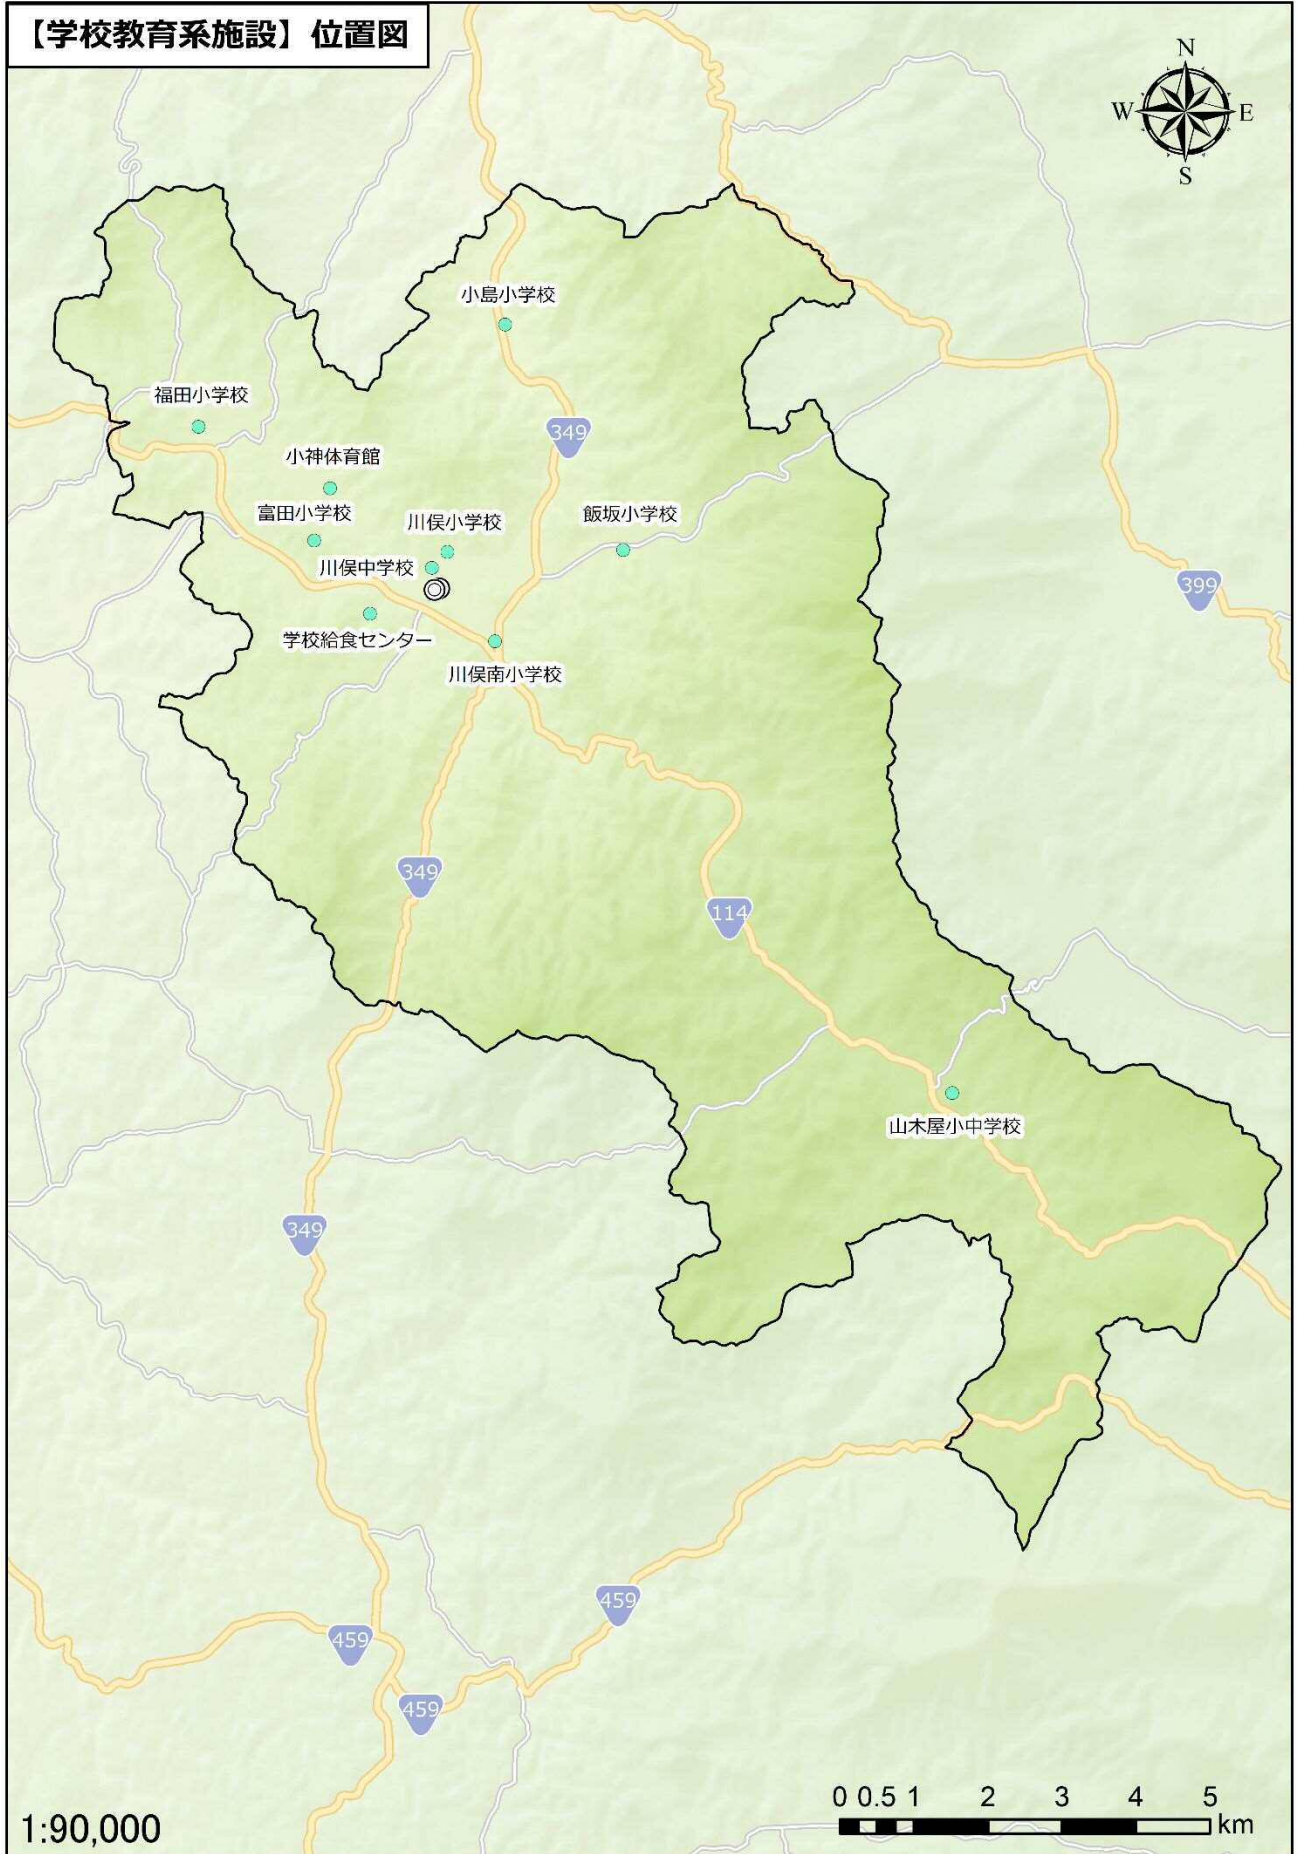 【学校教育系施設】位置図
N
W
E
S
小島小学校
福田小学校
349
小神体育館
富田小学校
川俣小学校
飯坂小学校
川俣中学校
399
学校給食センター
川俣南小学校
349
114
山木屋小中学校
349
459
459
459
0 0.5 1 2 3 4 5
km
1:90,000